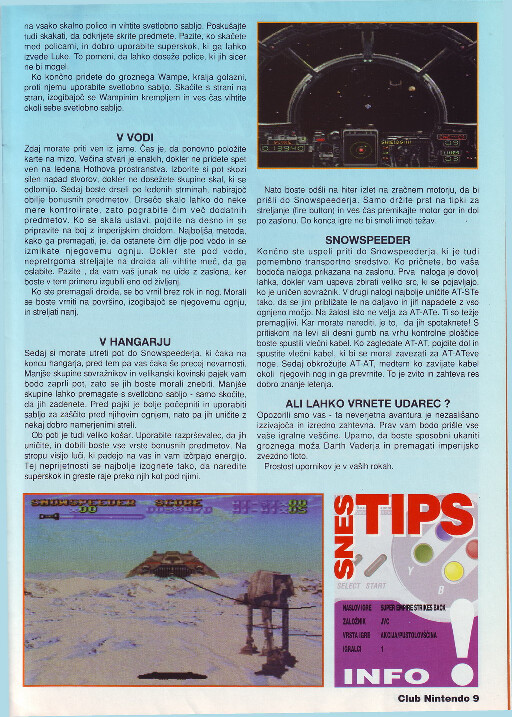 na vsako skalno polico in vihtite svetlobno sabljo. Poskušajte
tudi skakati, da odkrijete skrite predmete. Pazite, ko skačete
med policami, in dobro uporabite superskok, ki ga lahko
izvede Luke. To pomeni, da lahko doseže police, ki jih sicer
ne bi mogel.
Ko končno pridete do groznega Wampe, kralja golazni,
proti njemu uporabite svetlobno sabljo. Skačite s strani na
stran, izogibajoč se Wampinim krempljem in ves čas vihtite
okoli sebe svetlobno sabljo.
V VODI
Zdaj morate priti ven iz jame. Čas je, da ponovno položite
karte na mizo. Večina stvari je enakih, dokler ne pridete spet
ven na ledena Hothova prostranstva. Izborite si pot skozi
silen napad stvorov, dokler ne dosežete skupine skal, ki se
odlomijo. Sedaj boste drseli po ledenih strminah, nabirajoč
obilje bonusnih predmetov. Drsečo skalo lahko do neke
mere kontrolirate, zato pograbite čim več dodatnih
predmetov. Ko se skala ustavi, pojdite na desno in se
pripravite na boj z imperijskim droidom. Najboljša metoda,
kako ga premagati, je, da ostanete čim dlje pod vodo in se
izmikate njegovemu ognju. Dokler ste pod vodo,
nepretrgoma streljajte na droida ali vihtite meč, da ga
oslabite. Pazite , da vam vaš junak ne uide z zaslona, ker
boste v tem primeru izgubili eno od življenj.
Ko ste premagali droida, se bo vrnil brez rok in nog. Morali
se boste vrniti na površino, izogibajoč se njegovemu ognju,
in streljati nanj.
V HANGARJU
Sedaj si morate utreti pot do Snowspeederja, ki čaka na
koncu hangarja, pred tem pa vas čaka še precej nevarnosti.
Manjše skupine sovražnikov in velikanski kovinski pajek vam
bodo zaprli pot, zato se jih boste morali znebiti. Manjše
skupine lahko premagate s svetlobno sabljo - samo skočite,
da jih zadenete. Pred pajki je bolje počepniti in uporabiti
sabljo za zaščito pred njihovim ognjem, nato pa jih uničite z
nekaj dobro namerjenimi streli.
Ob poti je tudi veliko košar. Uporabite razprševalec, da jih
uničite, in dobili boste vse vrste bonusnih predmetov. Na
stropu visijo luči, ki padejo na vas in vam izčrpajo energijo.
Tej neprijetnosti se najbolje izognete tako, da naredite
superskok in greste raje preko njih kot pod njimi.
Nato boste odšli na hiter izlet na zračnem motorju, da bi
prišli do Snowspeederja. Samo držite prst na tipki za
streljanje (fire button) in ves čas premikajte motor gor in dol
po zaslonu. Do konca igre ne bi smeli imeti težav.
SNOWSPEEDER
Končno ste uspeli priti do Snowspeederja, ki je tudi
pomembno transportno sredstvo. Ko pričnete, bo vaša
bodoča naloga prikazana na zaslonu. Prva naloga je dovolj
lahka, dokler vam uspeva zbrati veliko src, ki se pojavljajo,
ko je uničen sovražnik. V drugi nalogi najbolje uničite AT-STe
tako, da se jim približate le na daljavo in jih napadete z vso
ognjeno močjo. Na žalost isto ne velja za AT-ATe. Ti so težje
premagljivi. Kar morate narediti, je to, da jih spotaknete! S
pritiskom na levi ali desni gumb na vrhu kontrolne ploščice
boste spustili vlečni kabel. Ko zagledate AT-AT, pojdite dol in
spustite vlečni kabel, ki bi se moral zavezati za AT-ATeve
noge. Sedaj obkrožujte AT-AT, medtem ko zavijate kabel
okoli njegovih nog in ga prevrnite. To je zvito in zahteva res
dobro znanje letenja.
ALI LAHKO VRNETE UDAREC ?
Opozorili smo vas - ta neverjetna avantura je nezaslišano
izzivajoča in izredno zahtevna. Prav vam bodo prišle vse
vaše igralne veščine. Upamo, da boste sposobni ukaniti
groznega moža Darth Vaderja in premagati imperijsko
zvezdno floto.
Prostost upornikov je v vaših rokah.
SNOWSPEEDER SCORE
SNES TIPS
SELECT START
Y
B
NASLOV IGRE SUPER EMPIRE STRIKES BACK
ZALOŽNIK JVC
VRSTA IGRE AKCIJA/PUSTOLOVŠČINA
IGRALCI 1
INFO !
Club Nintendo 9